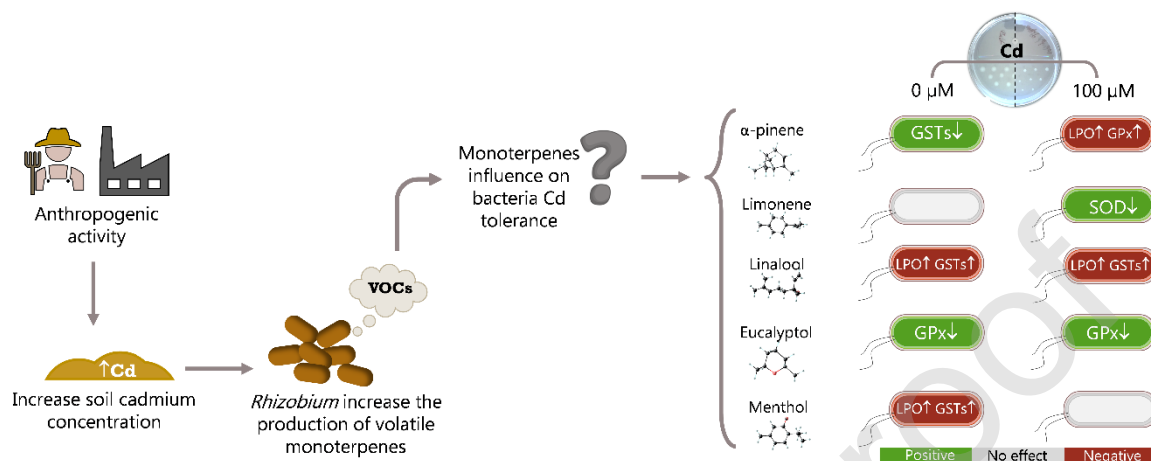 Anthropogenic
activity
↑Cd
Increase soil cadmium
concentration
VOCs
Rhizobium increase the
production of volatile
monoterpenes
Monoterpenes
influence on
bacteria Cd
tolerance
?
Cd
0 µM
100 µM
α-pinene
GSTs↓
LPO↑ GPx↑
Limonene
SOD↓
Linalool
LPO↑ GSTs↑
LPO↑ GSTs↑
Eucalyptol
GPx↓
GPx↓
Menthol
LPO↑ GSTs↑
Positive
No effect
Negative
roof